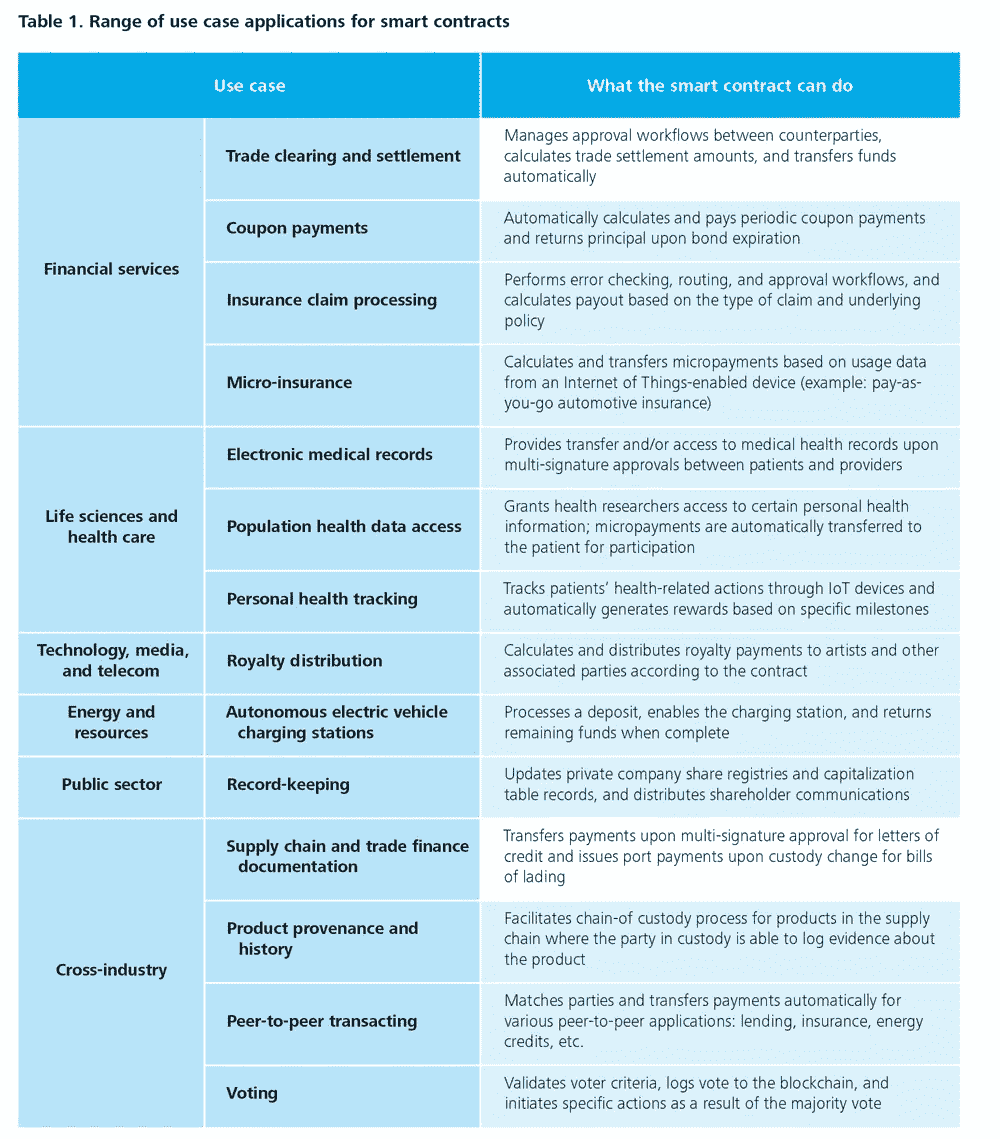 Table 1. Range of use case applications for smart contracts
Use case
What the smart contract can do
Financial services
Trade clearing and settlement
Manages approval workflows between counterparties,
calculates trade settlement amounts, and transfers funds
automatically
Coupon payments
Automatically calculates and pays periodic coupon payments
and returns principal upon bond expiration
Insurance claim processing
Performs error checking, routing, and approval workflows, and
calculates payout based on the type of claim and underlying
policy
Micro-insurance
Calculates and transfers micropayments based on usage data
from an Internet of Things-enabled device (example: pay-as-
you-go automotive insurance)
Life sciences and
health care
Electronic medical records
Provides transfer and/or access to medical health records upon
multi-signature approvals between patients and providers
Population health data access
Grants health researchers access to certain personal health
information; micropayments are automatically transferred to
the patient for participation
Personal health tracking
Tracks patients’ health-related actions through IoT devices and
automatically generates rewards based on specific milestones
Technology, media,
and telecom
Royalty distribution
Calculates and distributes royalty payments to artists and other
associated parties according to the contract
Energy and
resources
Autonomous electric vehicle
charging stations
Processes a deposit, enables the charging station, and returns
remaining funds when complete
Public sector
Record-keeping
Updates private company share registries and capitalization
table records, and distributes shareholder communications
Cross-industry
Supply chain and trade finance
documentation
Transfers payments upon multi-signature approval for letters of
credit and issues port payments upon custody change for bills
of lading
Product provenance and
history
Facilitates chain-of custody process for products in the supply
chain where the party in custody is able to log evidence about
the product
Peer-to-peer transacting
Matches parties and transfers payments automatically for
various peer-to-peer applications: lending, insurance, energy
credits, etc.
Voting
Validates voter criteria, logs vote to the blockchain, and
initiates specific actions as a result of the majority vote